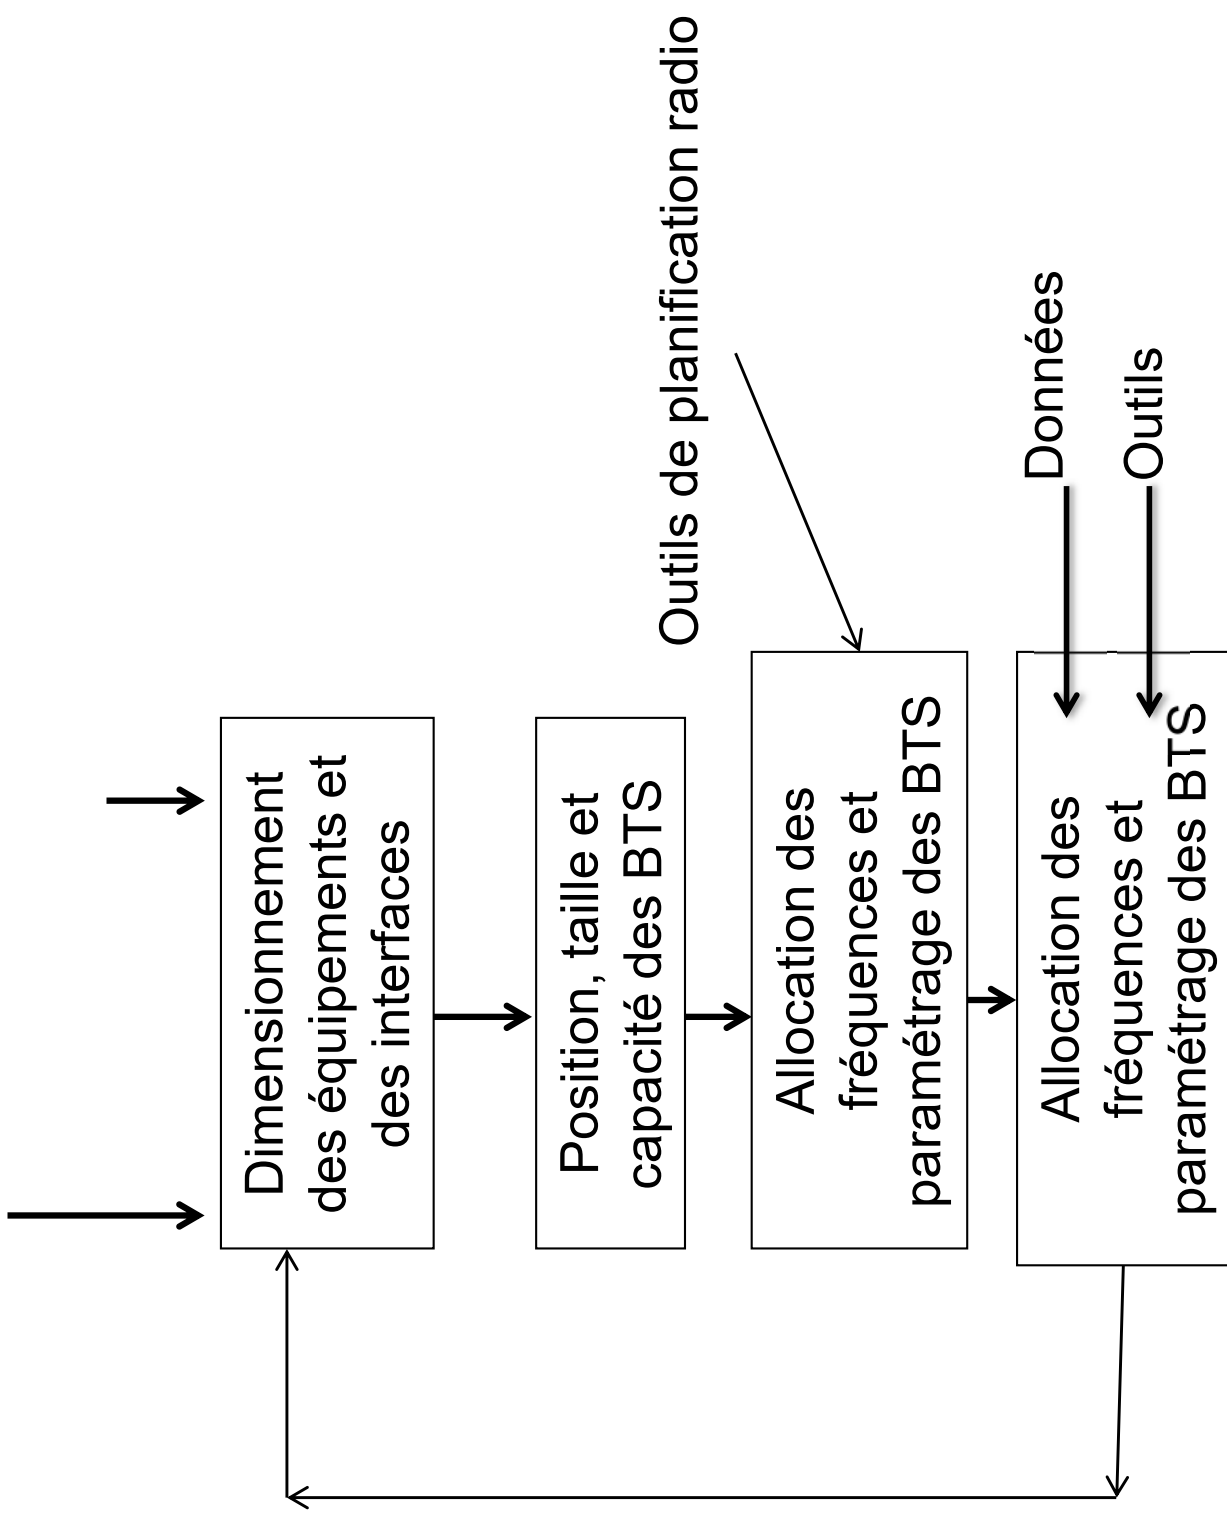 Dimensionnement
des équipements et
des interfaces
Position, taille et
capacité des BTS
Outils de planification radio
Allocation des
fréquences et
paramétrage des BTS
Données
Outils
Allocation des
fréquences et
paramétrage des BTS